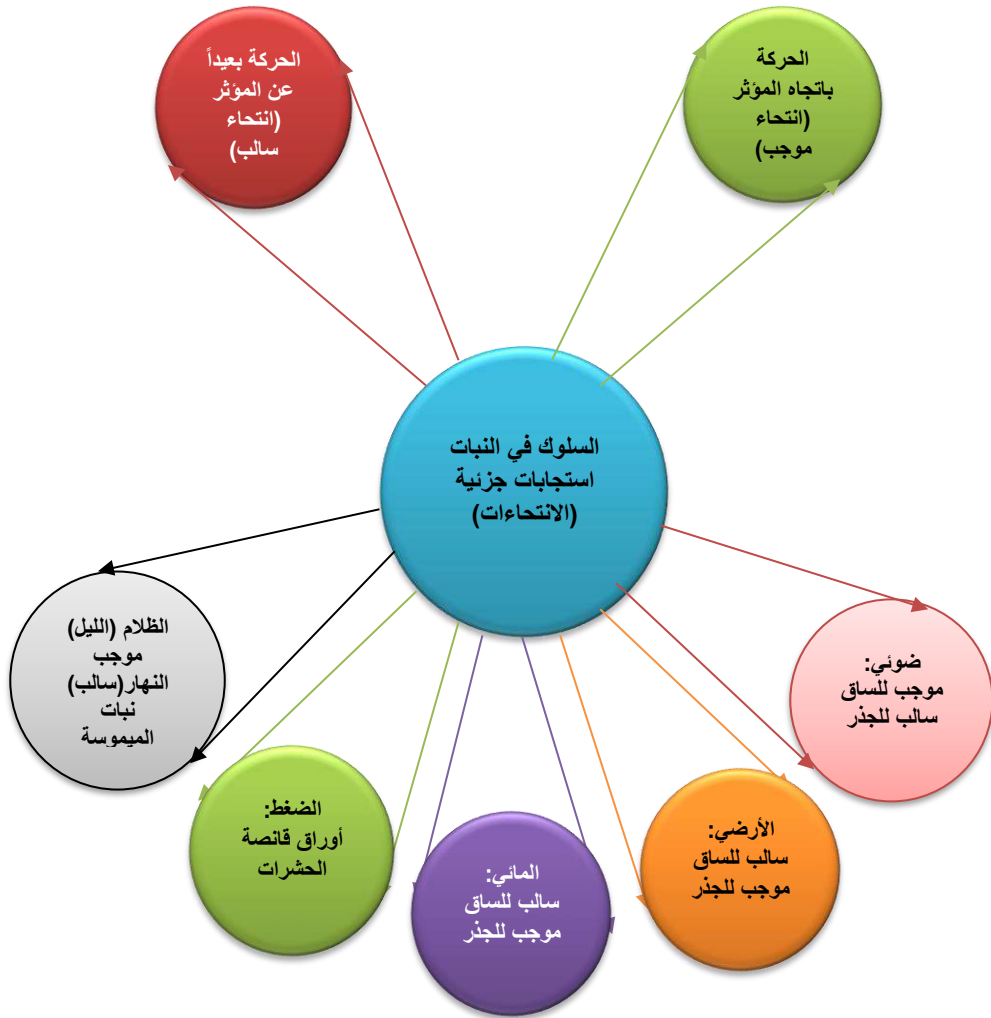 الحركة
باتجاه المؤثر
(انتحاء
موجب)
الحركة بعيداً
عن المؤثر
(انتحاء
سالب)
السلوك في النبات
استجابات جزئية
(الانتحاءات)
ضوئي:
موجب للساق
سالب للجذر
الأرضي:
سالب للساق
موجب للجذر
المائي:
سالب للساق
موجب للجذر
الضغط:
أوراق قانصة
الحشرات
الظلام (الليل)
موجب
النهار(سالب)
نبات
الميموسة